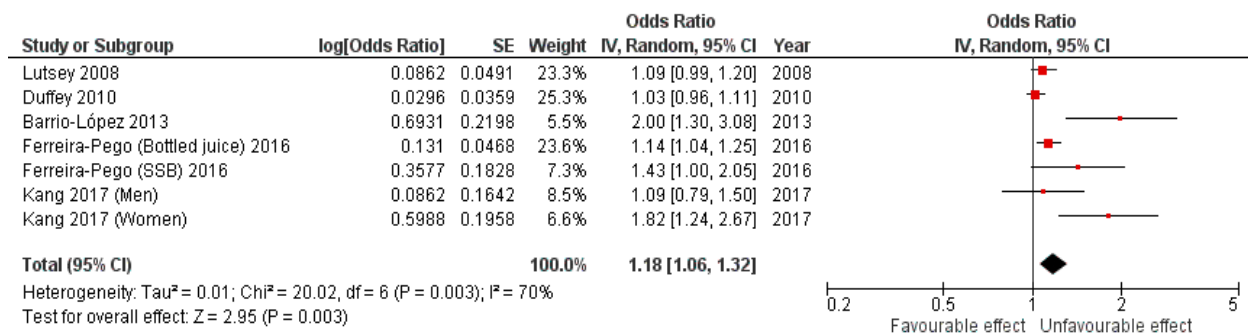 Odds Ratio Odds Ratio
Study or Subgroup log[Odds Ratio] SE Weight IV, Random, 95% CI Year IV, Random, 95% CI
Lutsey 2008 0.0862 0.0491 23.3% 1.09 [0.99, 1.20] 2008
Duffey 2010 0.0296 0.0359 25.3% 1.03 [0.96, 1.11] 2010
Barrio-López 2013 0.6931 0.2198 5.5% 2.00 [1.30, 3.08] 2013
Ferreira-Pego (Bottled juice) 2016 0.131 0.0468 23.6% 1.14 [1.04, 1.25] 2016
Ferreira-Pego (SSB) 2016 0.3577 0.1828 7.3% 1.43 [1.00, 2.05] 2016
Kang 2017 (Men) 0.0862 0.1642 8.5% 1.09 [0.79, 1.50] 2017
Kang 2017 (Women) 0.5988 0.1958 6.6% 1.82 [1.24, 2.67] 2017
Total (95% CI) 100.0% 1.18 [1.06, 1.32]
Heterogeneity: Tau² = 0.01; Chi² = 20.02, df = 6 (P = 0.003); I² = 70%
Test for overall effect: Z = 2.95 (P = 0.003)
0.2 0.5 1 2 5
Favourable effect Unfavourable effect